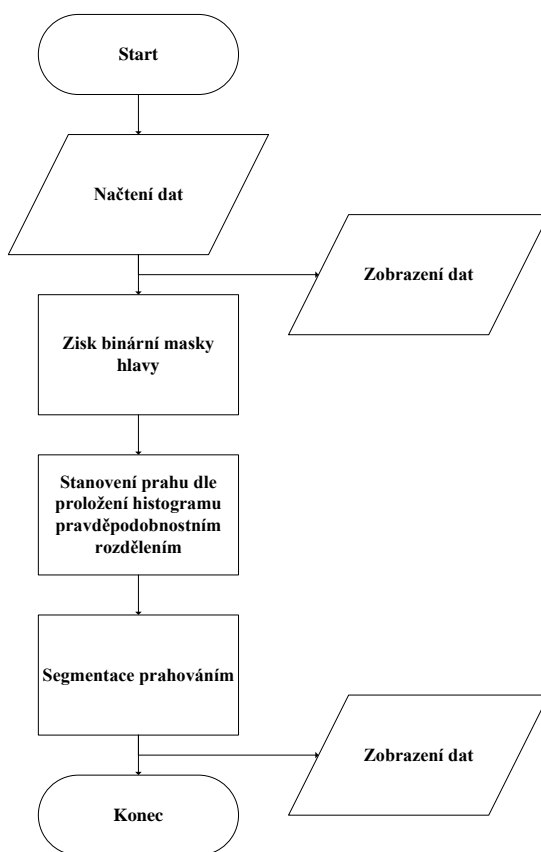 Start
Načtení dat
Zobrazení dat
Zisk binární masky
hlavy
Stanovení prahu dle
proložení histogramu
pravděpodobnostním
rozdělením
Segmentace prahováním
Zobrazení dat
Konec